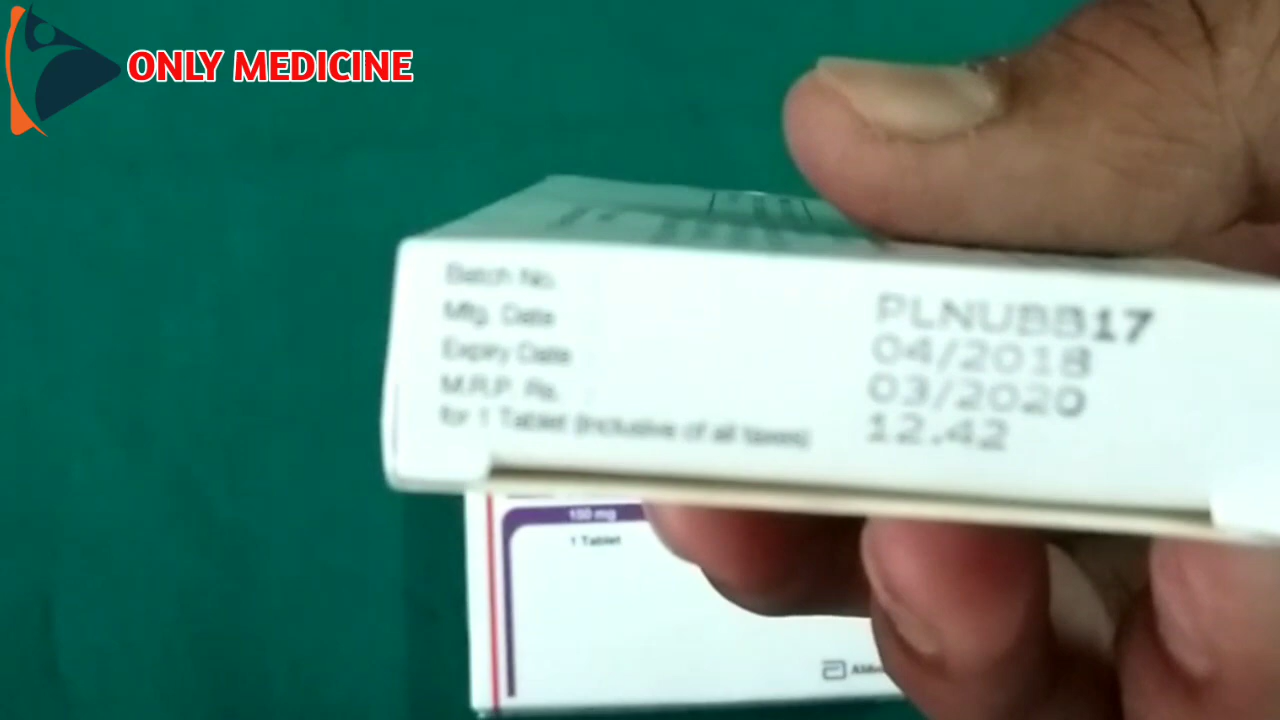 ONLY MEDICINE
Batch No. PLNUBB17
Mfg. Date 04/2018
Expiry Date 03/2020
M.R.P. Rs. 12.42
for 1 Tablet (inclusive of all taxes)
150 mg
1 Tablet